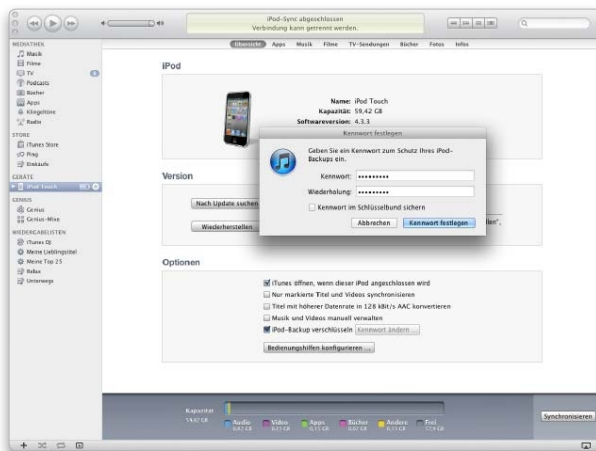 iPod-Sync abgeschlossen
Verbindung kann getrennt werden.
Übersicht Apps Musik Filme TV-Sendungen Bücher Fotos Infos
MEDIATHEK
Musik
Filme
TV
Podcasts
Bücher
Apps
Klingeltöne
Radio
STORE
iTunes Store
Ping
Einkäufe
GERÄTE
iPod Touch
GENIUS
Genius
Genius-Mixe
WIEDERGABELISTEN
iTunes DJ
Meine Lieblingstitel
Meine Top 25
Relax
Unterwegs
iPod
Name: iPod Touch
Kapazität: 59,42 GB
Softwareversion: 4.3.3
Kennwort festlegen
Geben Sie ein Kennwort zum Schutz Ihres iPod-
Backups ein.
Kennwort: •••••••••
Wiederholung: •••••••••
Kennwort im Schlüsselbund sichern
Abbrechen Kennwort festlegen
Version
Nach Update suchen
Wiederherstellen
Optionen
iTunes öffnen, wenn dieser iPod angeschlossen wird
Nur markierte Titel und Videos synchronisieren
Titel mit höherer Datenrate in 128 kBit/s AAC konvertieren
Musik und Videos manuell verwalten
iPod-Backup verschlüsseln Kennwort ändern ...
Bedienungshilfen konfigurieren ...
Kapazität
59,42 GB
Audio Video Apps Bücher Andere Frei
Synchronisieren